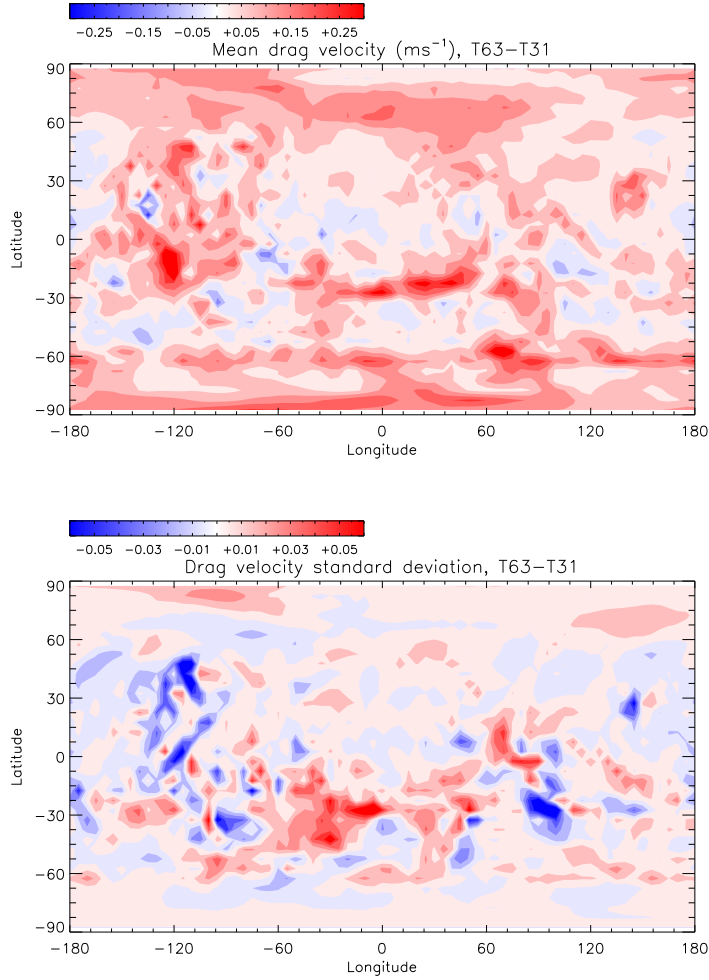 -0.25 -0.15 -0.05 +0.05 +0.15 +0.25
Mean drag velocity (ms⁻¹), T63−T31
90
60
30
0
−30
−60
−90
Latitude
−180 −120 −60 0 60 120 180
Longitude
-0.05 -0.03 -0.01 +0.01 +0.03 +0.05
Drag velocity standard deviation, T63−T31
90
60
30
0
−30
−60
−90
Latitude
−180 −120 −60 0 60 120 180
Longitude